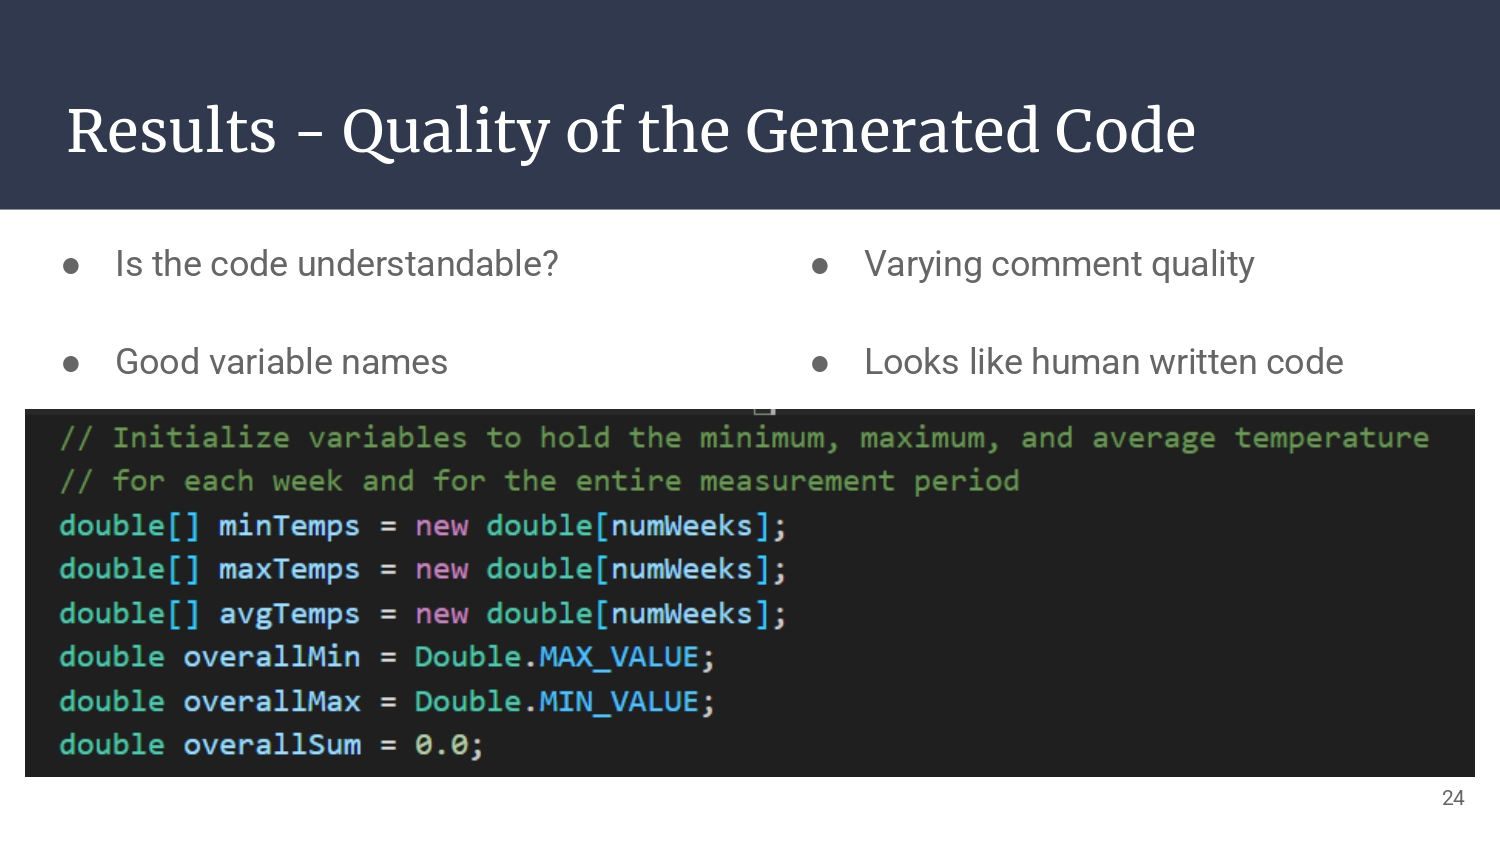 Results - Quality of the Generated Code
● Is the code understandable?
● Good variable names
● Varying comment quality
● Looks like human written code
// Initialize variables to hold the minimum, maximum, and average temperature
// for each week and for the entire measurement period
double[] minTemps = new double[numWeeks];
double[] maxTemps = new double[numWeeks];
double[] avgTemps = new double[numWeeks];
double overallMin = Double.MAX_VALUE;
double overallMax = Double.MIN_VALUE;
double overallSum = 0.0;
24